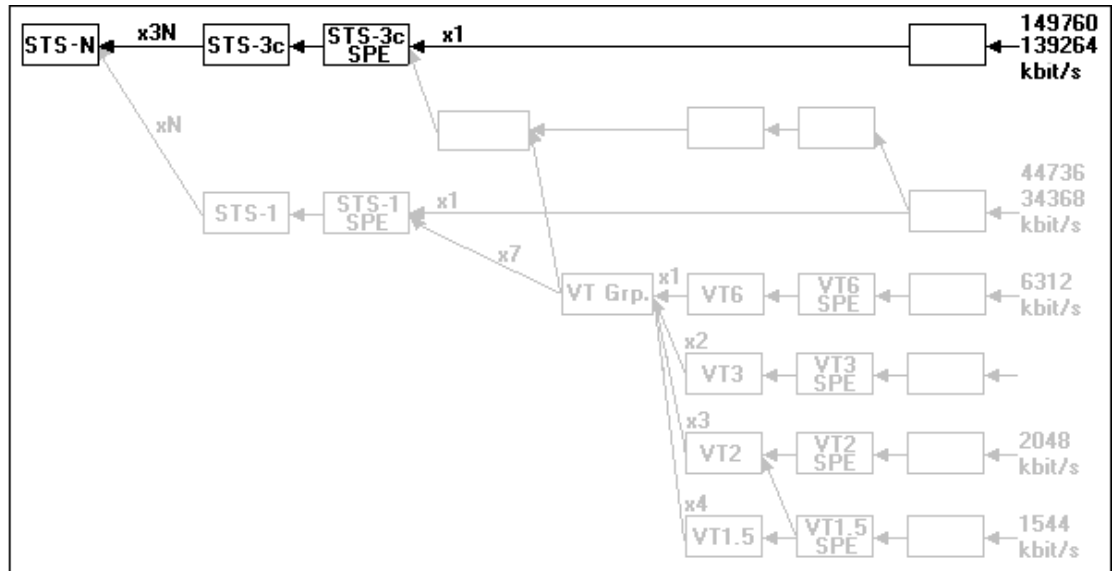 149760
x3N x1 139264
STS-N STS-3c STS-3c
SPE
kbit/s
xN
44736
STS-1 STS-1
SPE
x1 34368
kbit/s
x7
VT Grp. x1 VT6 VT6
SPE
6312
kbit/s
x2
VT3 VT3
SPE
x3
VT2 VT2
SPE
2048
kbit/s
x4
VT1.5 VT1.5
SPE
1544
kbit/s